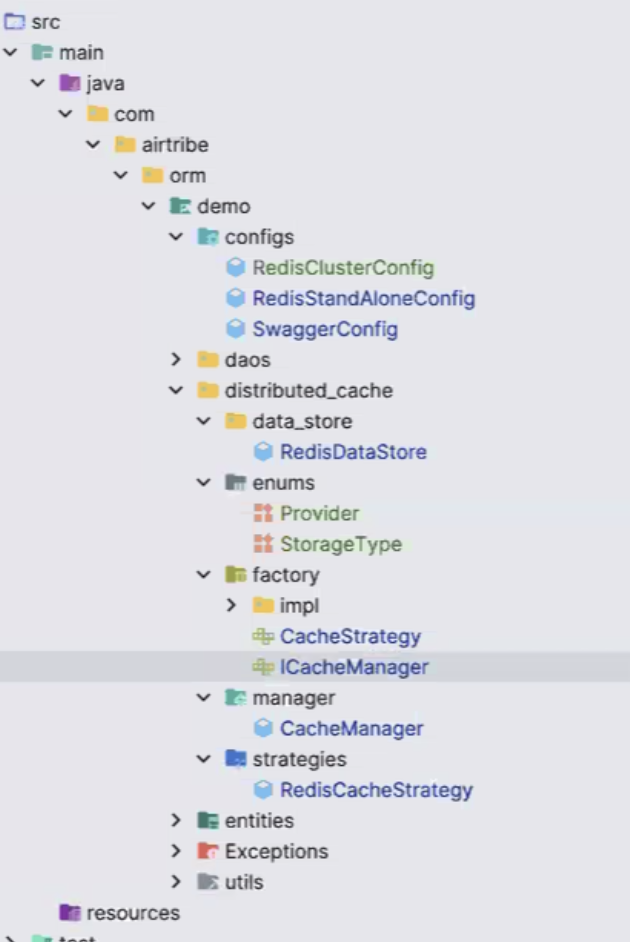 src
main
java
com
airtribe
orm
demo
configs
RedisClusterConfig
RedisStandAloneConfig
SwaggerConfig
daos
distributed_cache
data_store
RedisDataStore
enums
Provider
StorageType
factory
impl
CacheStrategy
ICacheManager
manager
CacheManager
strategies
RedisCacheStrategy
entities
Exceptions
utils
resources
test